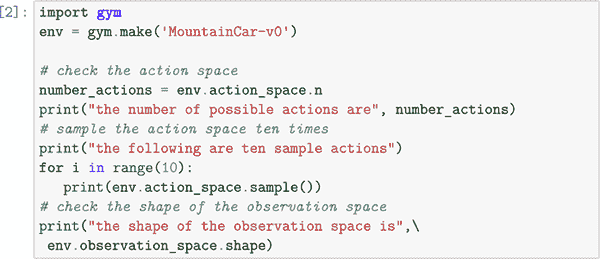 [2]: import gym
env = gym.make('MountainCar-v0')
# check the action space
number_actions = env.action_space.n
print("the number of possible actions are", number_actions)
# sample the action space ten times
print("the following are ten sample actions")
for i in range(10):
   print(env.action_space.sample())
# check the shape of the observation space
print("the shape of the observation space is",\
 env.observation_space.shape)